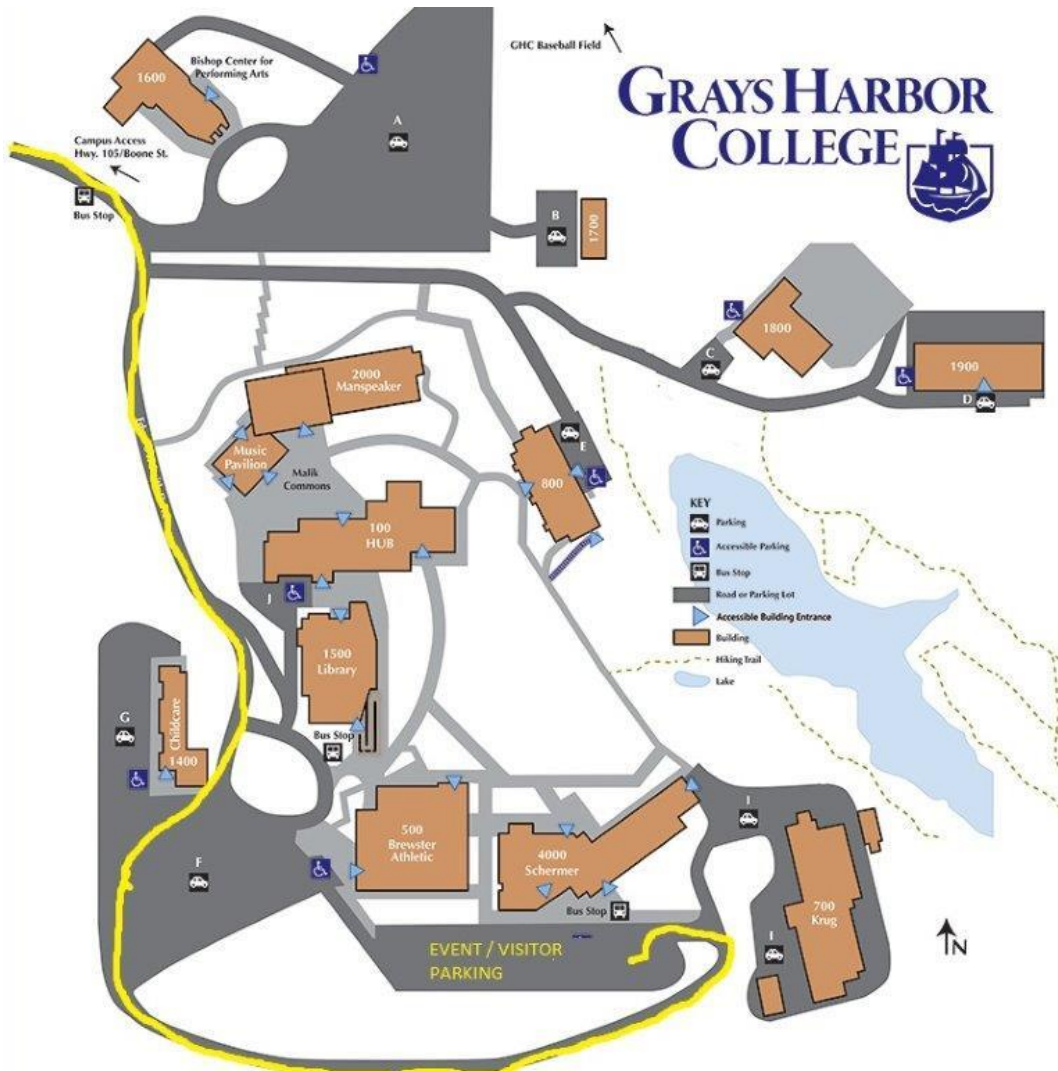 GHC Baseball Field
GRAYS HARBOR
COLLEGE
Bishop Center for
Performing Arts
1600
A
Campus Access
Hwy. 105/Boone St.
Bus Stop
B
1700
1800
C
1900
D
2000
Manspeaker
Music
Pavilion
Malik
Commons
E
800
100
HUB
J
KEY
Parking
Accessible Parking
Bus Stop
Road or Parking Lot
Accessible Building Entrance
Building
Hiking Trail
Lake
1500
Library
Bus Stop
G
Childcare
1400
F
500
Brewster
Athletic
4000
Schermer
Bus Stop
I
700
Krug
I
EVENT / VISITOR
PARKING
N